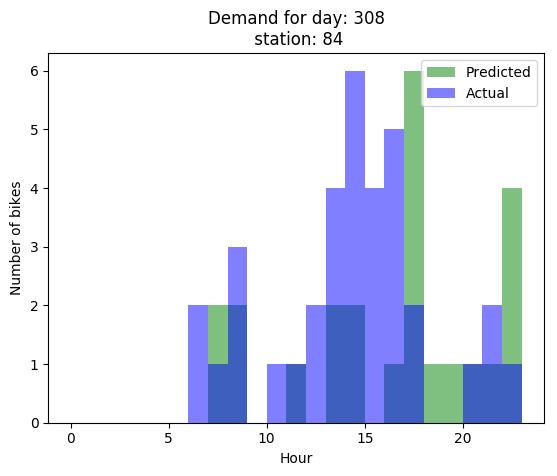 Demand for day: 308
station: 84
Predicted
Actual
Number of bikes
6
5
4
3
2
1
0
0 5 10 15 20
Hour